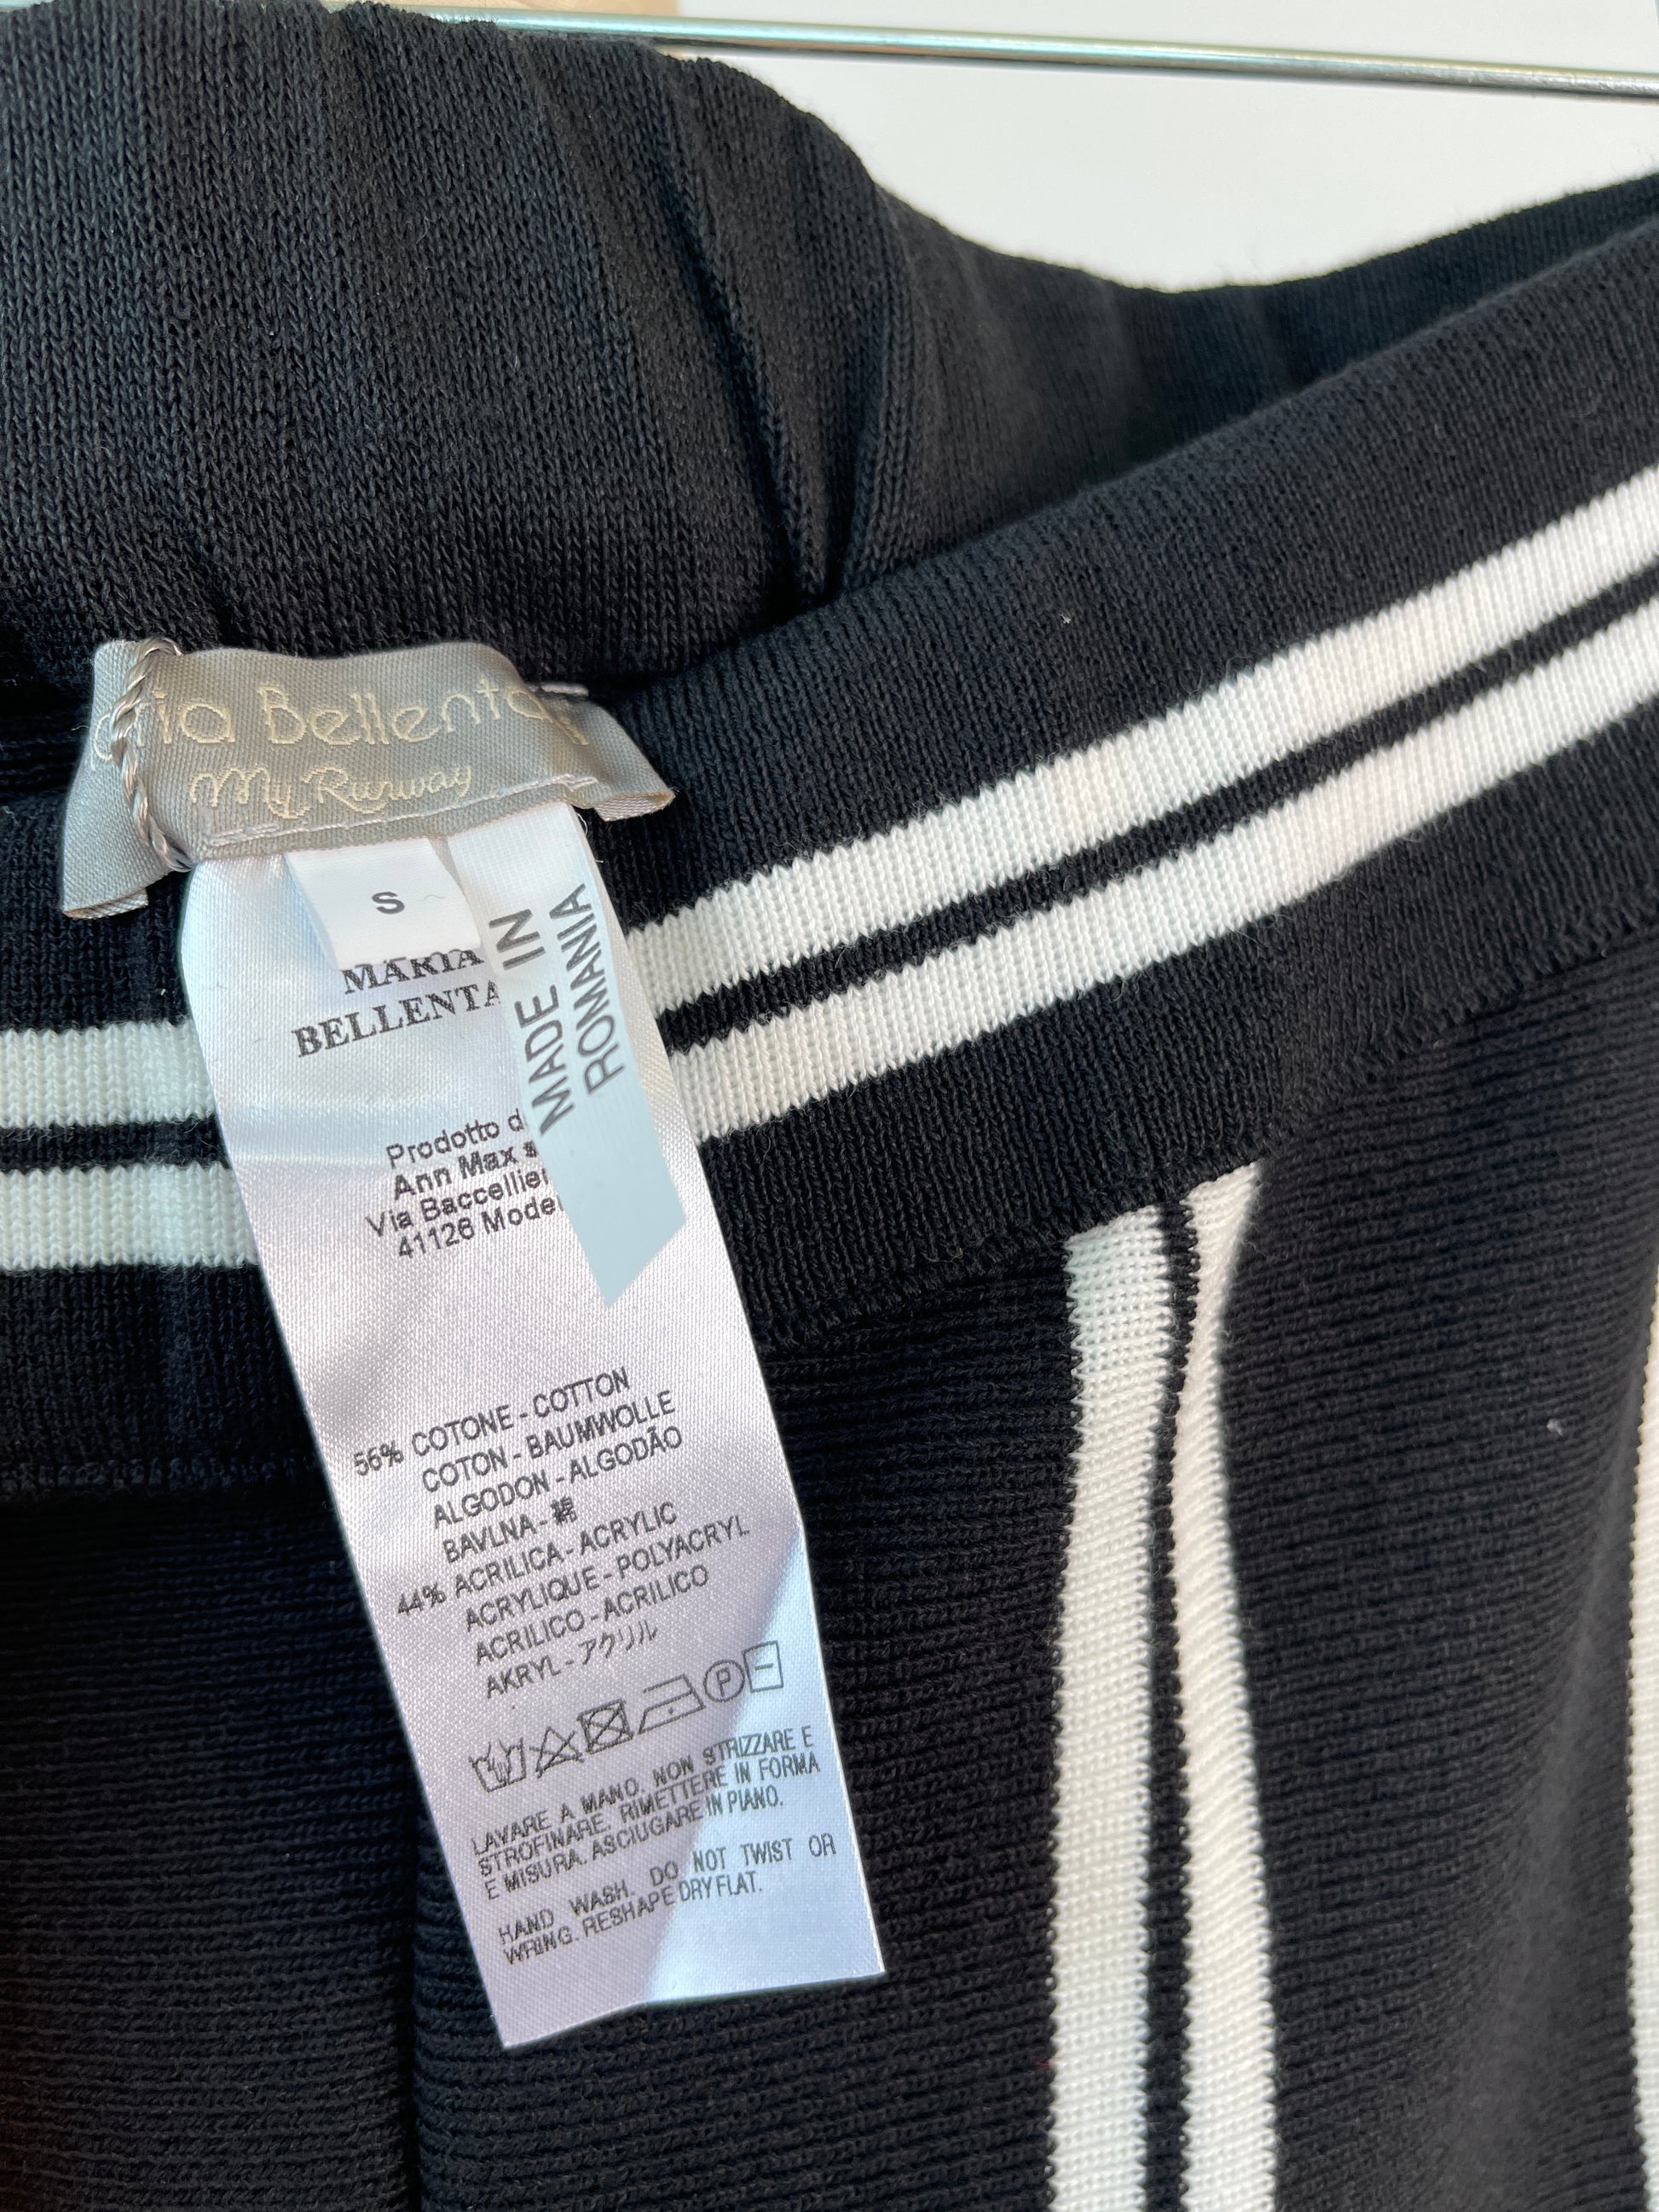 Bellenta
My Runway
S
MADE IN
ROMANIA
MARIA
BELLENTA
Prodotto d
Ann Max s
Via Baccellie
41126 Mode
56% COTONE - COTTON
COTON - BAUMWOLLE
ALGODON - ALGODÃO
BAVLNA - 綿
44% ACRILICA - ACRYLIC
ACRYLIQUE - POLYACRYL
ACRILICO - ACRILICO
AKRYL - アクリル
P
LAVARE A MANO. NON STRIZZARE E
STROFINARE. RIMETTERE IN FORMA
E MISURA. ASCIUGARE IN PIANO.
HAND WASH. DO NOT TWIST OR
WRING. RESHAPE DRY FLAT.